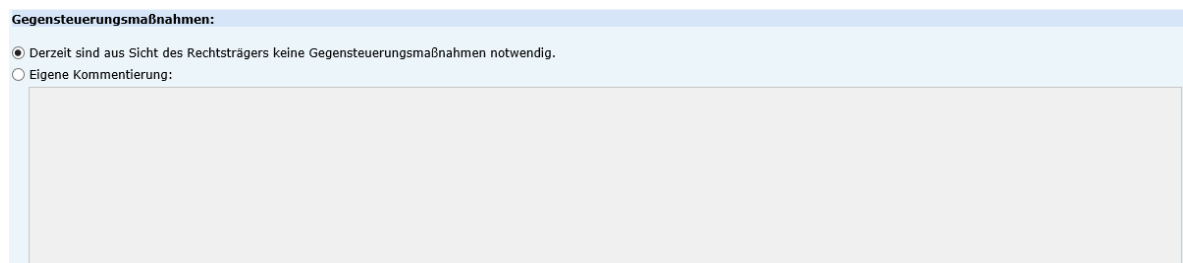 Gegensteuerungsmaßnahmen:
Derzeit sind aus Sicht des Rechtsträgers keine Gegensteuerungsmaßnahmen notwendig.
Eigene Kommentierung: